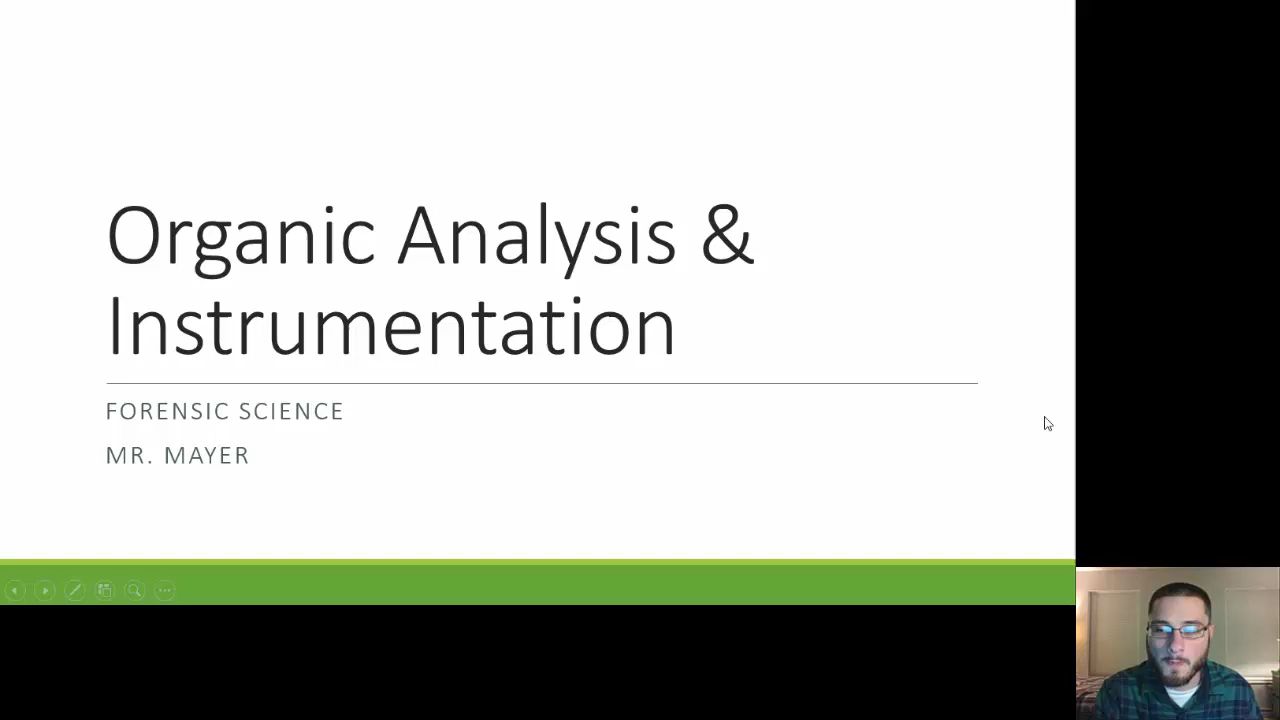 Organic Analysis &
Instrumentation
FORENSIC SCIENCE
MR. MAYER